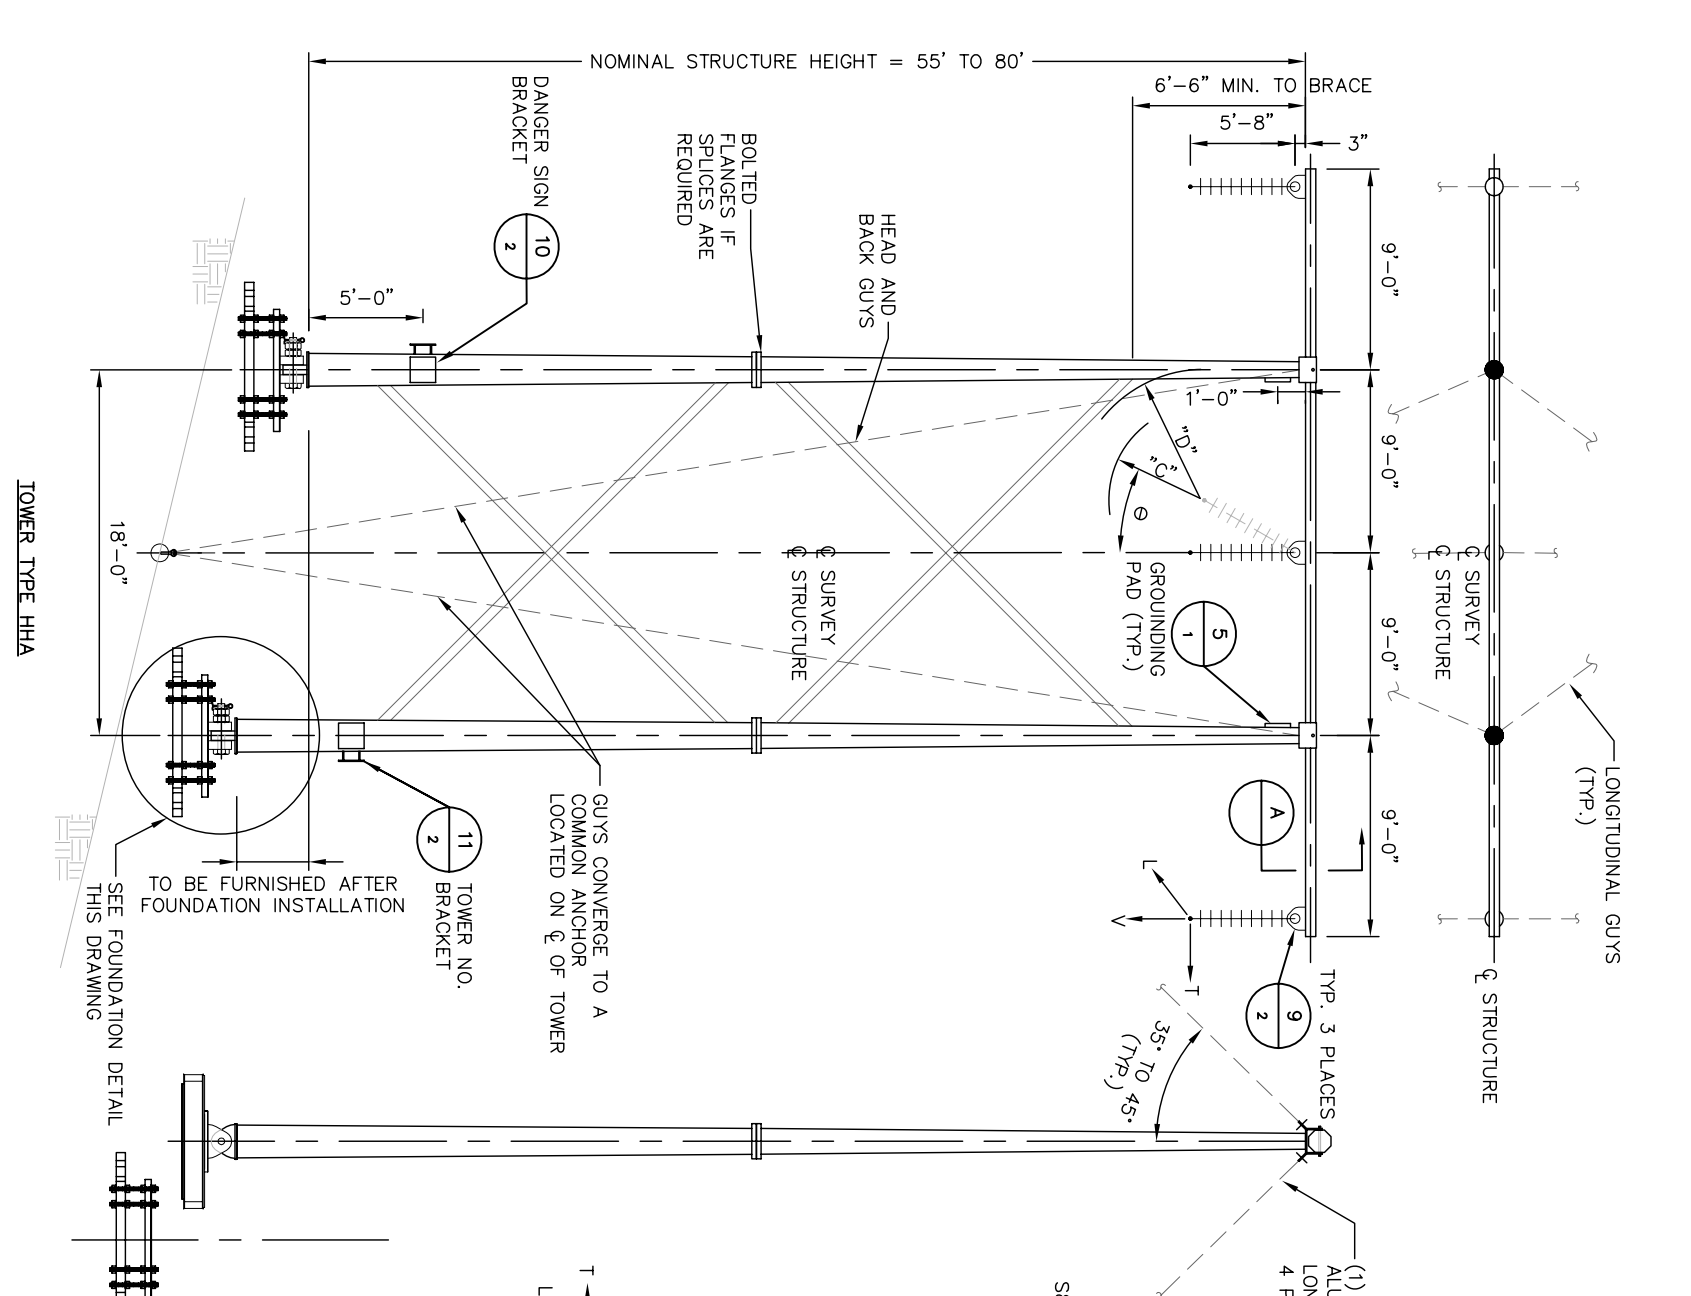 NOMINAL STRUCTURE HEIGHT = 55' TO 80'
6'-6" MIN. TO BRACE
5'-8"
3"
DANGER SIGN
BRACKET
10
2
BOLTED
FLANGES IF
SPLICES ARE
REQUIRED
HEAD AND
BACK GUYS
9'-0"
9'-0"
9'-0"
9'-0"
5'-0"
1'-0"
"D"
"C"
Θ
GROUNDING
PAD (TYP.)
5
1
℄ SURVEY
℄ STRUCTURE
℄ SURVEY
℄ STRUCTURE
LONGITUDINAL GUYS
(TYP.)
℄ STRUCTURE
18'-0"
TOWER TYPE HHA
A
L
V
T
9
2
TYP. 3 PLACES
11
2
TOWER NO.
BRACKET
GUYS CONVERGE TO A
COMMON ANCHOR
LOCATED ON ℄ OF TOWER
TO BE FURNISHED AFTER
FOUNDATION INSTALLATION
SEE FOUNDATION DETAIL
THIS DRAWING
35° TO 45°
(TYP.)
(1)
ALU
LON
4 P
T
L